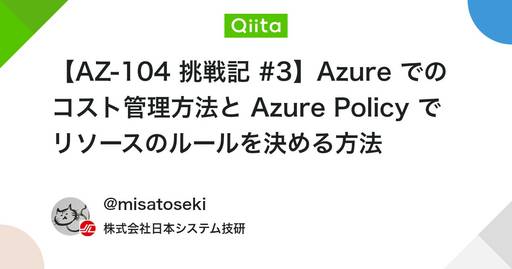 Qiita
【AZ-104 挑戦記 #3】Azure での
コスト管理方法と Azure Policy で
リソースのルールを決める方法
@misatoseki
株式会社日本システム技研